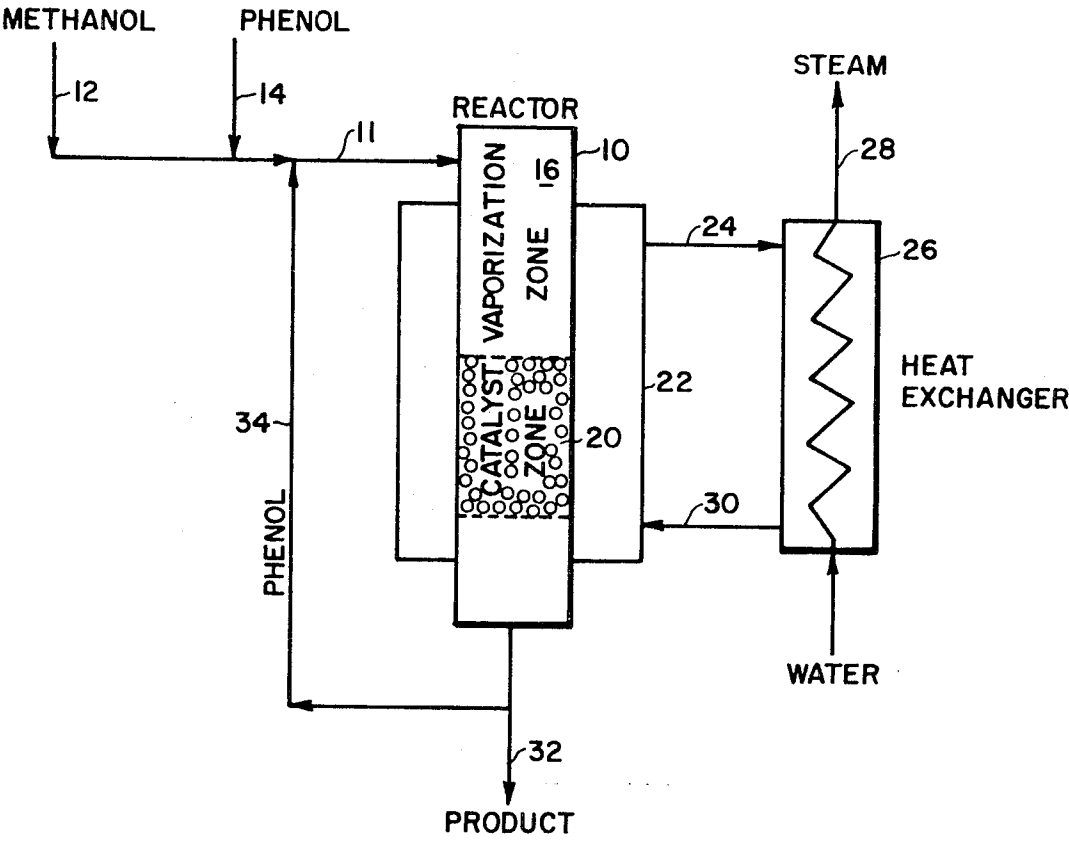 METHANOL
PHENOL
STEAM
12
14
REACTOR
11
10
28
16
VAPORIZATION
ZONE
24
26
HEAT
EXCHANGER
22
34
CATALYST
ZONE
20
30
PHENOL
WATER
32
PRODUCT